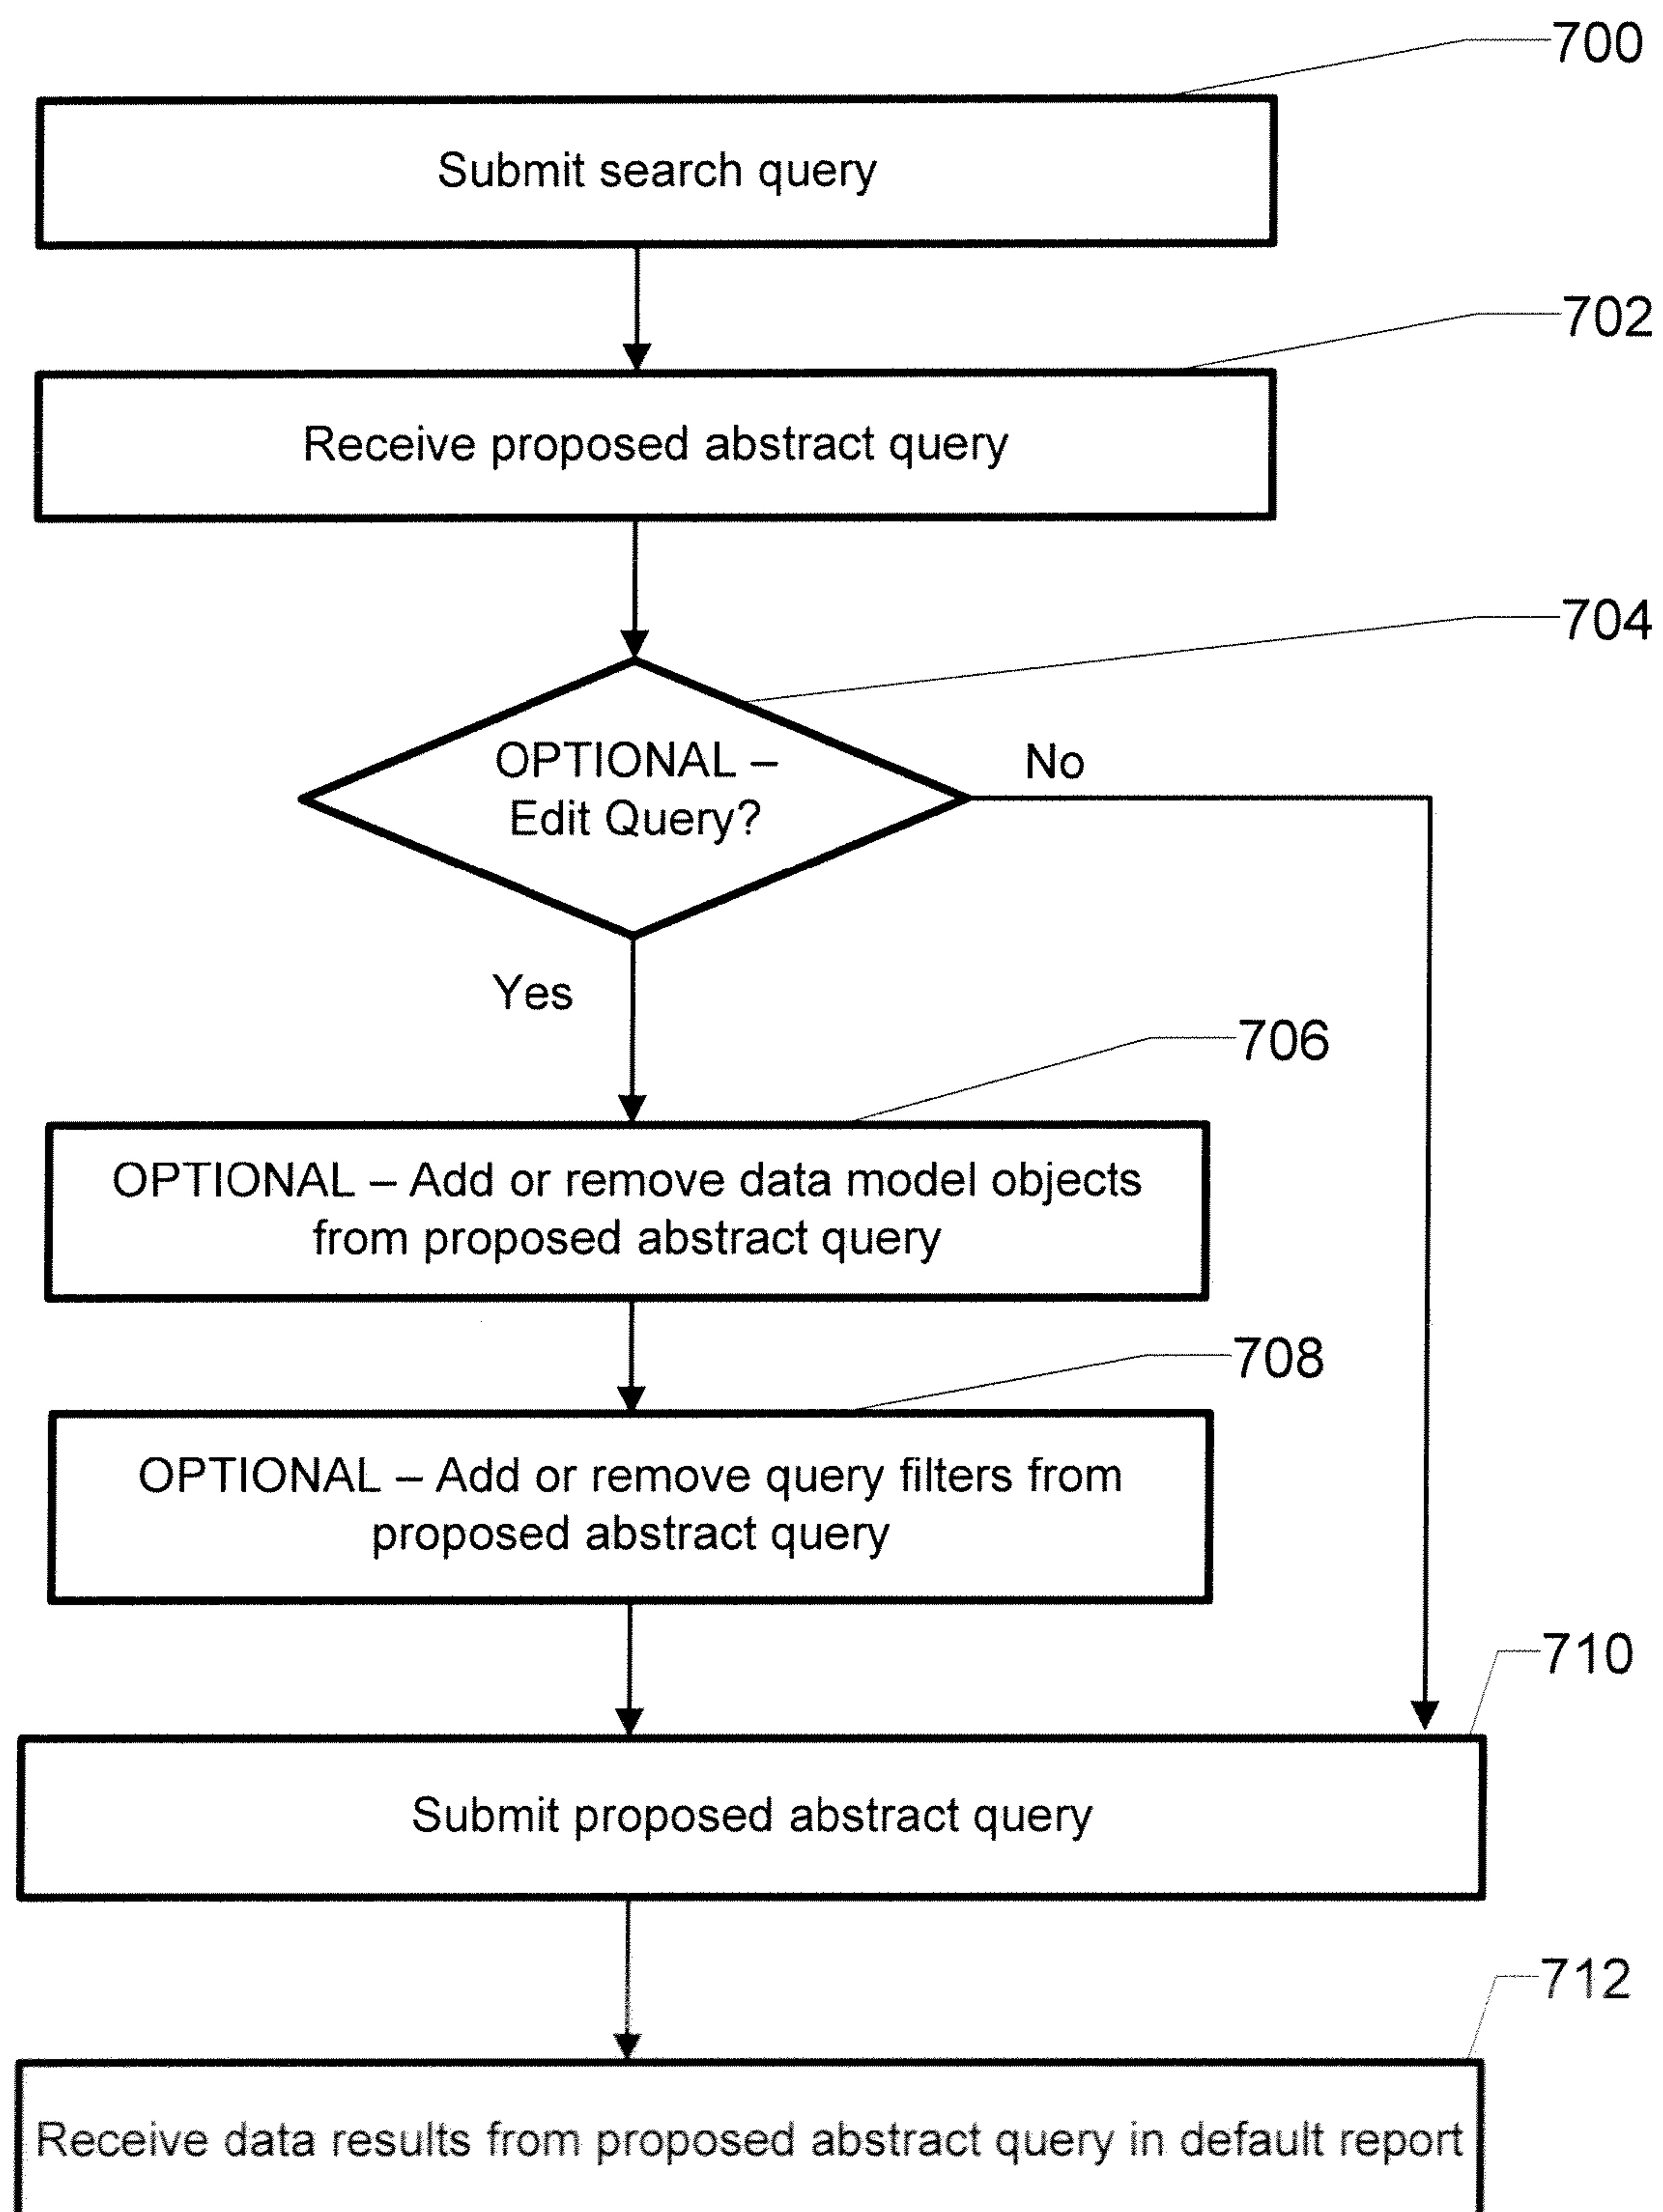 700
Submit search query
702
Receive proposed abstract query
704
OPTIONAL –
Edit Query?
No
Yes
706
OPTIONAL – Add or remove data model objects
from proposed abstract query
708
OPTIONAL – Add or remove query filters from
proposed abstract query
710
Submit proposed abstract query
712
Receive data results from proposed abstract query in default report